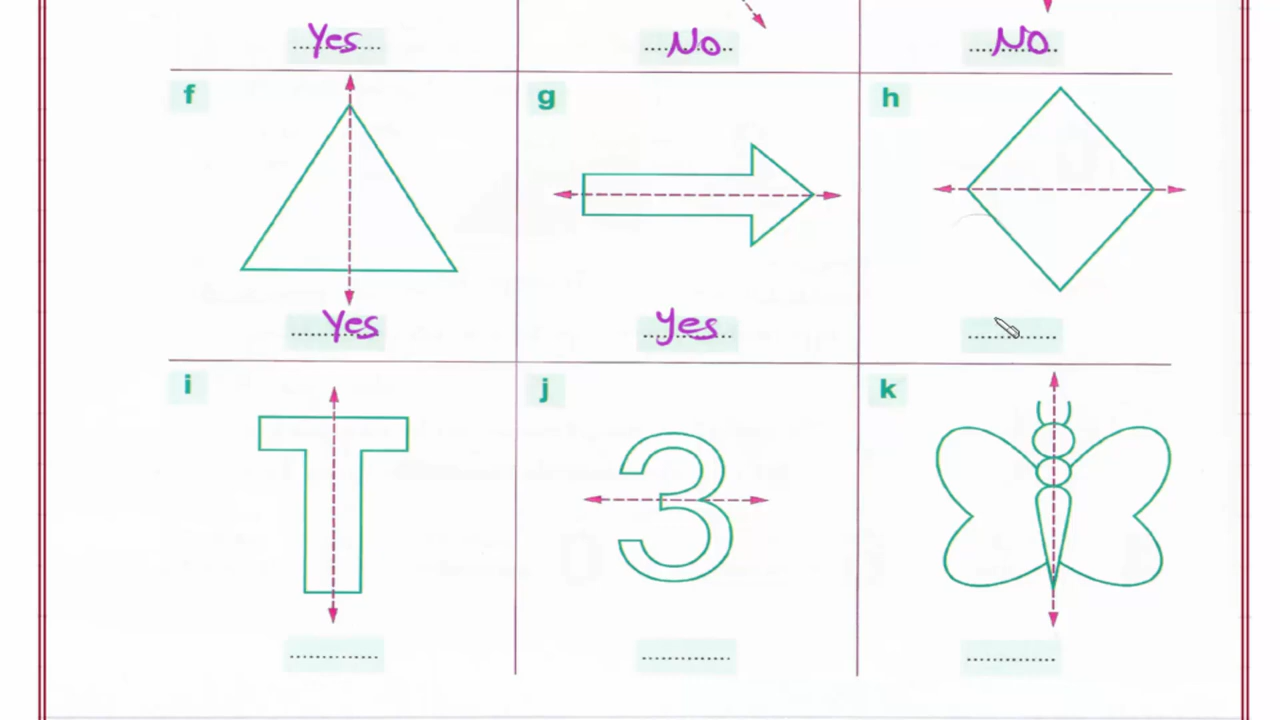 Yes No No
f g h
Yes yes
i j k
T 3